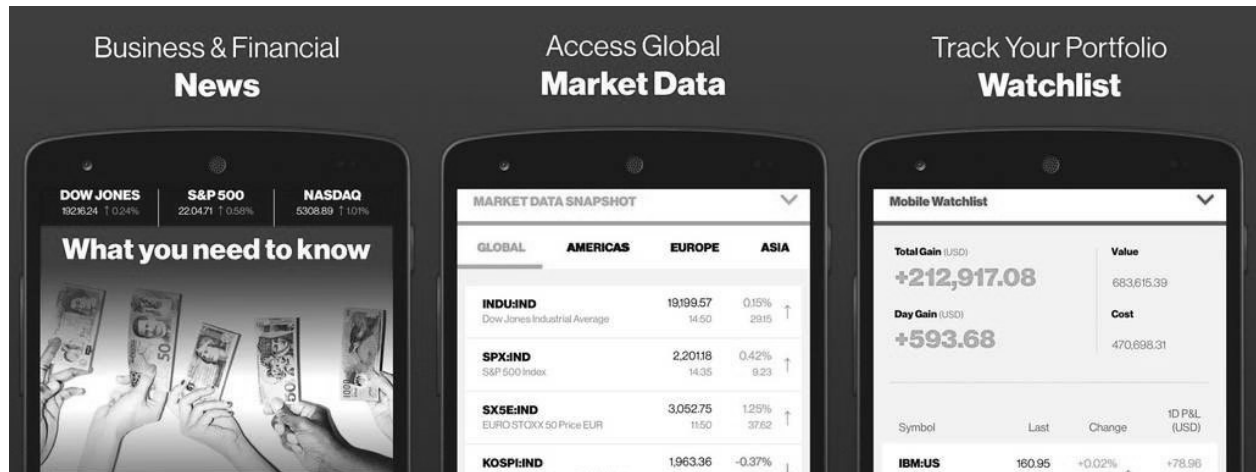 Business & Financial
News
DOW JONES
19216.24 ↑ 0.24%
S&P 500
2204.71 ↑ 0.58%
NASDAQ
5308.89 ↑ 1.01%
What you need to know
50
50
1000
Access Global
Market Data
MARKET DATA SNAPSHOT
GLOBAL AMERICAS EUROPE ASIA
INDU:IND 19,199.57 0.15% ↑
Dow Jones Industrial Average 14:50 29.15
SPX:IND 2,201.18 0.42% ↑
S&P 500 Index 14:35 9.23
SX5E:IND 3,052.75 1.25% ↑
EURO STOXX 50 Price EUR 11:50 37.62
KOSPI:IND 1,963.36 -0.37% ↓
Track Your Portfolio
Watchlist
Mobile Watchlist
Total Gain (USD) Value
+212,917.08 683,615.39
Day Gain (USD) Cost
+593.68 470,698.31
1D P&L
Symbol Last Change (USD)
IBM:US 160.95 +0.02% +78.96